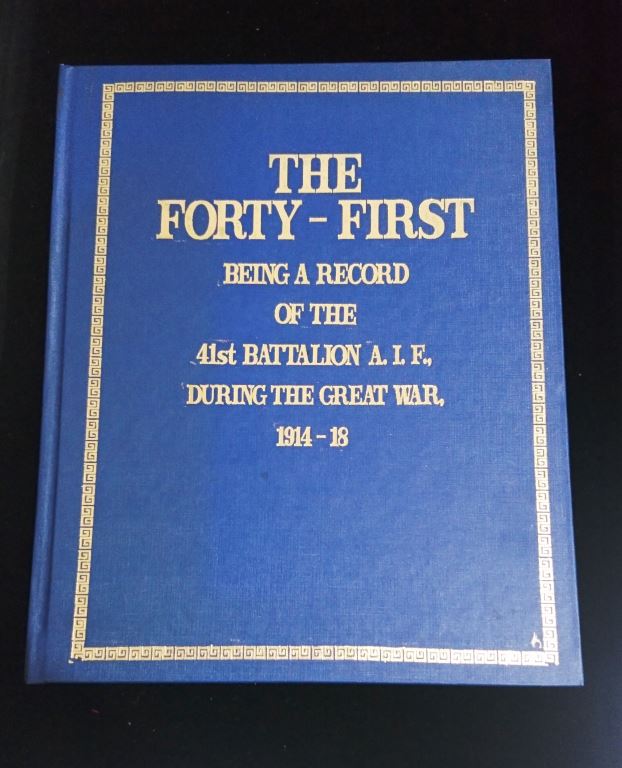 THE
FORTY – FIRST
BEING A RECORD
OF THE
41st BATTALION A. I. F.,
DURING THE GREAT WAR,
1914 – 18